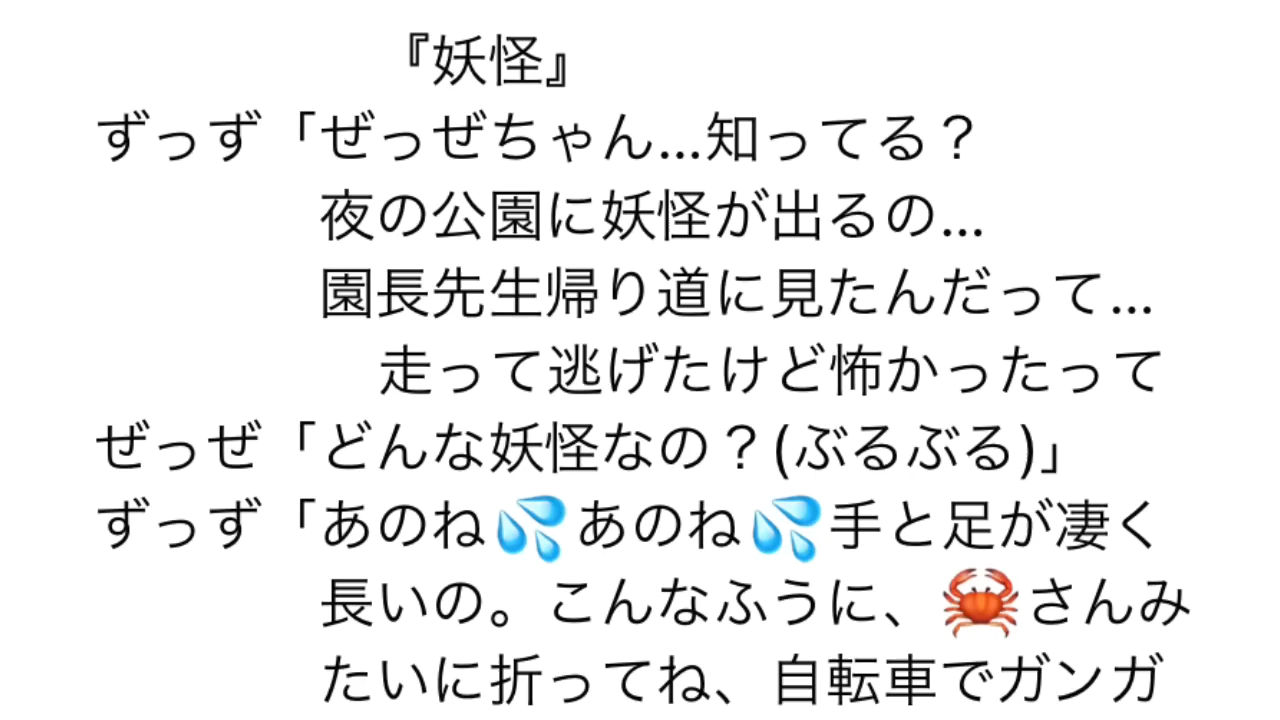 『妖怪』
ずっず「ぜっぜちゃん…知ってる？
夜の公園に妖怪が出るの…
園長先生帰り道に見たんだって…
走って逃げたけど怖かったって
ぜっぜ「どんな妖怪なの？(ぶるぶる)」
ずっず「あのね💦あのね💦手と足が凄く
長いの。こんなふうに、🦀さんみ
たいに折ってね、自転車でガンガ